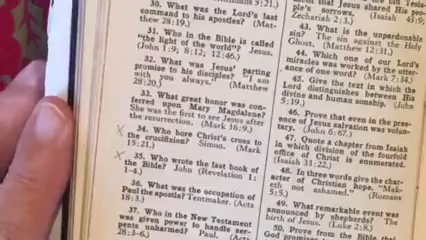 30. What was the Lord's last
command to his apostles? (Mat-
thew 28:19.)
31. Who in the Bible is called
"the light of the world"? Jesus.
(John 1:9; 8:12; 12:46.)
32. What was Jesus' parting
promise to his disciples? "I am
with you always." (Matthew
28:20.)
33. What great honor was con-
ferred upon Mary Magdalene?
She was the first to see Jesus after
the resurrection. (Mark 16:9.)
34. Who bore Christ's cross to
the crucifixion? Simon. (Mark
15:21.)
35. Who wrote the last book of
the Bible? John (Revelation 1:
1-4.)
36. What was the occupation of
Paul the apostle? Tentmaker. (Acts
18:3.)
37. Who in the New Testament
was given power to handle ser-
pents unharmed? Paul. (Acts
28:3-6.)
that Jesus shared His peo-
ple's sorrows. (Isaiah
Zechariah 2:3.)
43. What is the unpardonable
sin? The sin against the Holy
Ghost. (Matthew 12:31.)
44. Which one of our Lord's
miracles was worked by the utter-
ance of one word? (Mark 7:34.)
45. Give the text in which the
Lord distinguishes between His
divine and human sonship. (John
5:19.)
46. Prove that even in the pres-
ence of Jesus salvation was volun-
tary. (John 6:67.)
47. Quote a chapter from Isaiah
in which division of the fourfold
office of Christ is enumerated.
(Isaiah 33:22.)
48. In three words give the char-
acter of Christian hope. "Mak-
eth not ashamed." (Romans
5:5.)
49. What remarkable event was
announced by shepherds? The
birth of Jesus. (Luke 2:8.)
50. Prove from the Bible that
God